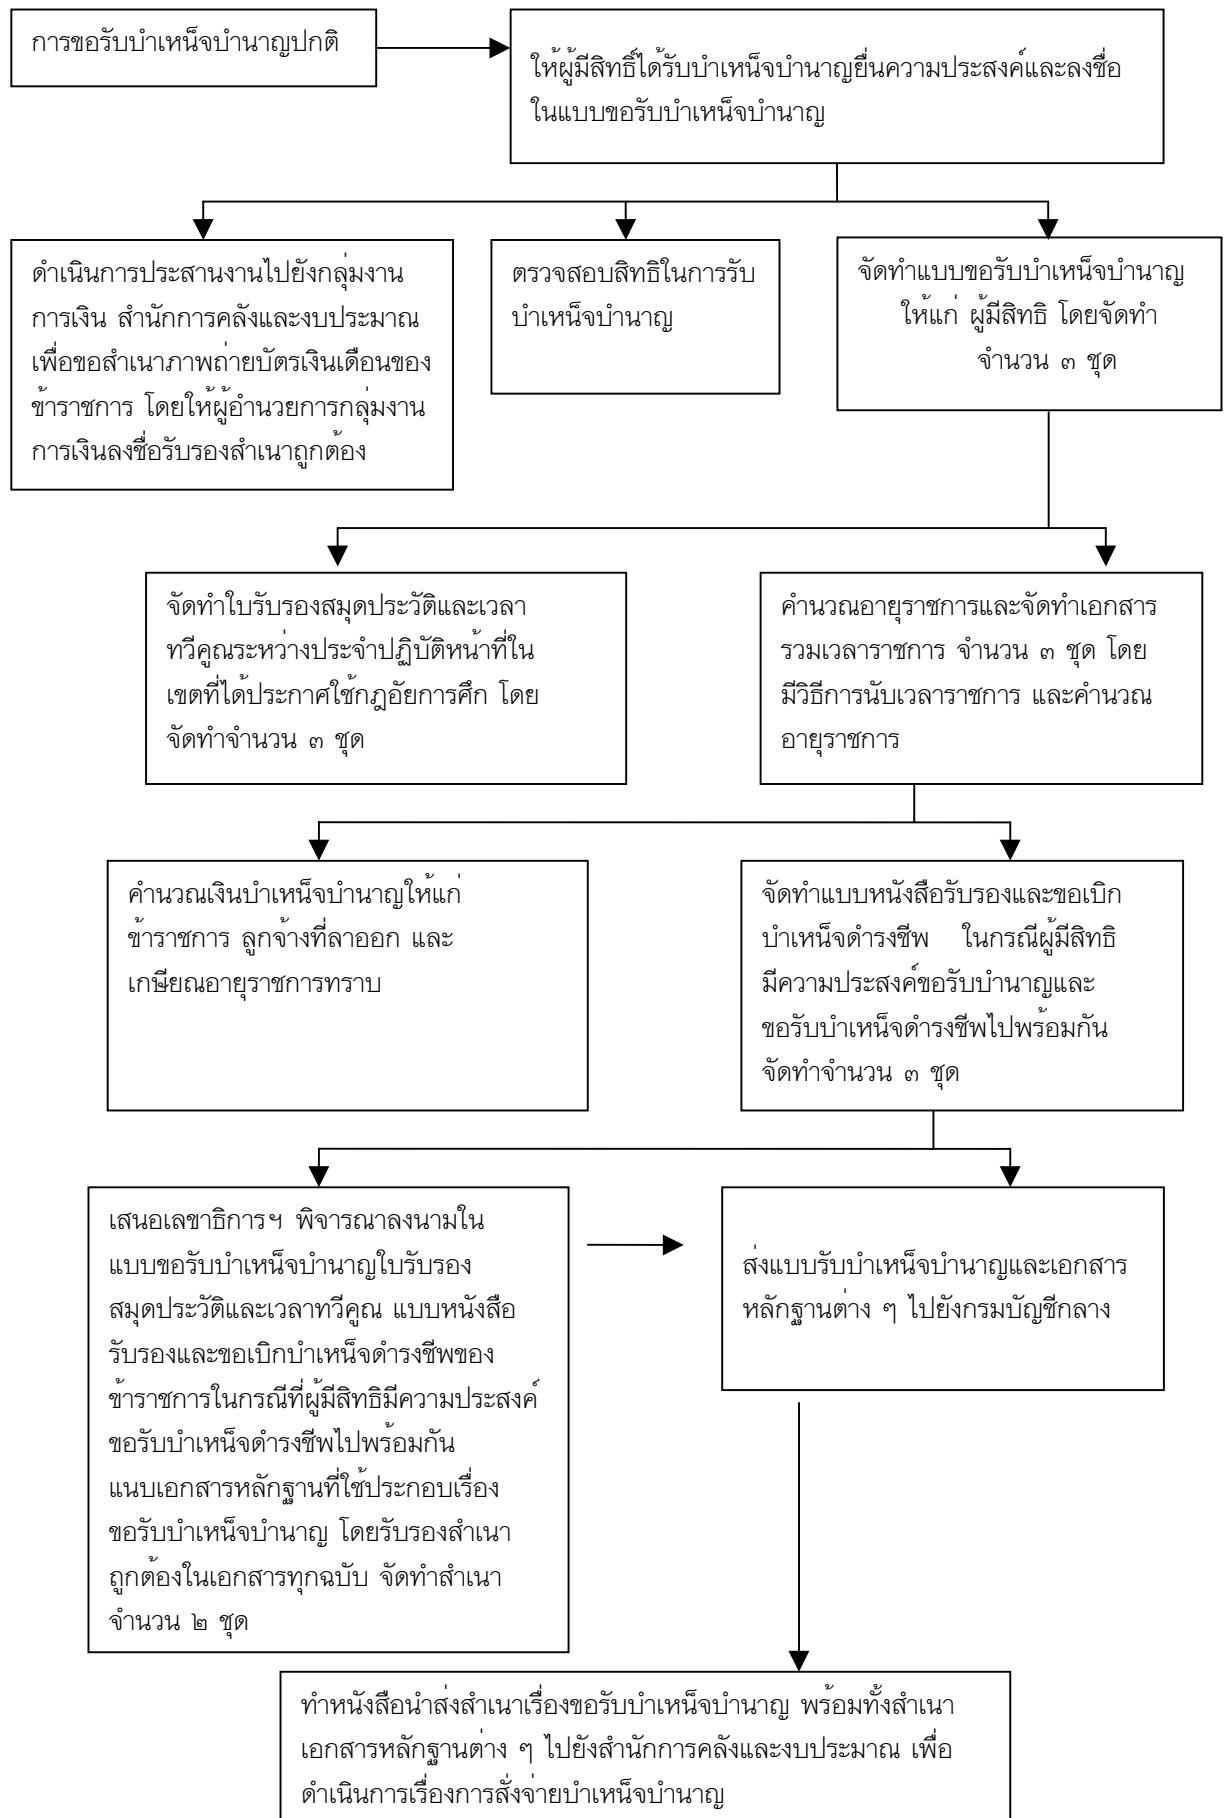 การขอรับบำเหน็จบำนาญปกติ
ให้ผู้มีสิทธิ์ได้รับบำเหน็จบำนาญยื่นความประสงค์และลงชื่อ
ในแบบขอรับบำเหน็จบำนาญ
ดำเนินการประสานงานไปยังกลุ่มงาน
การเงิน สำนักการคลังและงบประมาณ
เพื่อขอสำเนาภาพถ่ายบัตรเงินเดือนของ
ข้าราชการ โดยให้ผู้อำนวยการกลุ่มงาน
การเงินลงชื่อรับรองสำเนาถูกต้อง
ตรวจสอบสิทธิในการรับ
บำเหน็จบำนาญ
จัดทำแบบขอรับบำเหน็จบำนาญ
ให้แก่ ผู้มีสิทธิ โดยจัดทำ
จำนวน ๓ ชุด
จัดทำใบรับรองสมุดประวัติและเวลา
ทวีคูณระหว่างประจำปฏิบัติหน้าที่ใน
เขตที่ได้ประกาศใช้กฎอัยการศึก โดย
จัดทำจำนวน ๓ ชุด
คำนวณอายุราชการและจัดทำเอกสาร
รวมเวลาราชการ จำนวน ๓ ชุด โดย
มีวิธีการนับเวลาราชการ และคำนวณ
อายุราชการ
คำนวณเงินบำเหน็จบำนาญให้แก่
ข้าราชการ ลูกจ้างที่ลาออก และ
เกษียณอายุราชการทราบ
จัดทำแบบหนังสือรับรองและขอเบิก
บำเหน็จดำรงชีพ ในกรณีผู้มีสิทธิ
มีความประสงค์ขอรับบำนาญและ
ขอรับบำเหน็จดำรงชีพไปพร้อมกัน
จัดทำจำนวน ๓ ชุด
เสนอเลขาธิการฯ พิจารณาลงนามใน
แบบขอรับบำเหน็จบำนาญใบรับรอง
สมุดประวัติและเวลาทวีคูณ แบบหนังสือ
รับรองและขอเบิกบำเหน็จดำรงชีพของ
ข้าราชการในกรณีที่ผู้มีสิทธิมีความประสงค์
ขอรับบำเหน็จดำรงชีพไปพร้อมกัน
แนบเอกสารหลักฐานที่ใช้ประกอบเรื่อง
ขอรับบำเหน็จบำนาญ โดยรับรองสำเนา
ถูกต้องในเอกสารทุกฉบับ จัดทำสำเนา
จำนวน ๒ ชุด
ส่งแบบรับบำเหน็จบำนาญและเอกสาร
หลักฐานต่าง ๆ ไปยังกรมบัญชีกลาง
ทำหนังสือนำส่งสำเนาเรื่องขอรับบำเหน็จบำนาญ พร้อมทั้งสำเนา
เอกสารหลักฐานต่าง ๆ ไปยังสำนักการคลังและงบประมาณ เพื่อ
ดำเนินการเรื่องการสั่งจ่ายบำเหน็จบำนาญ